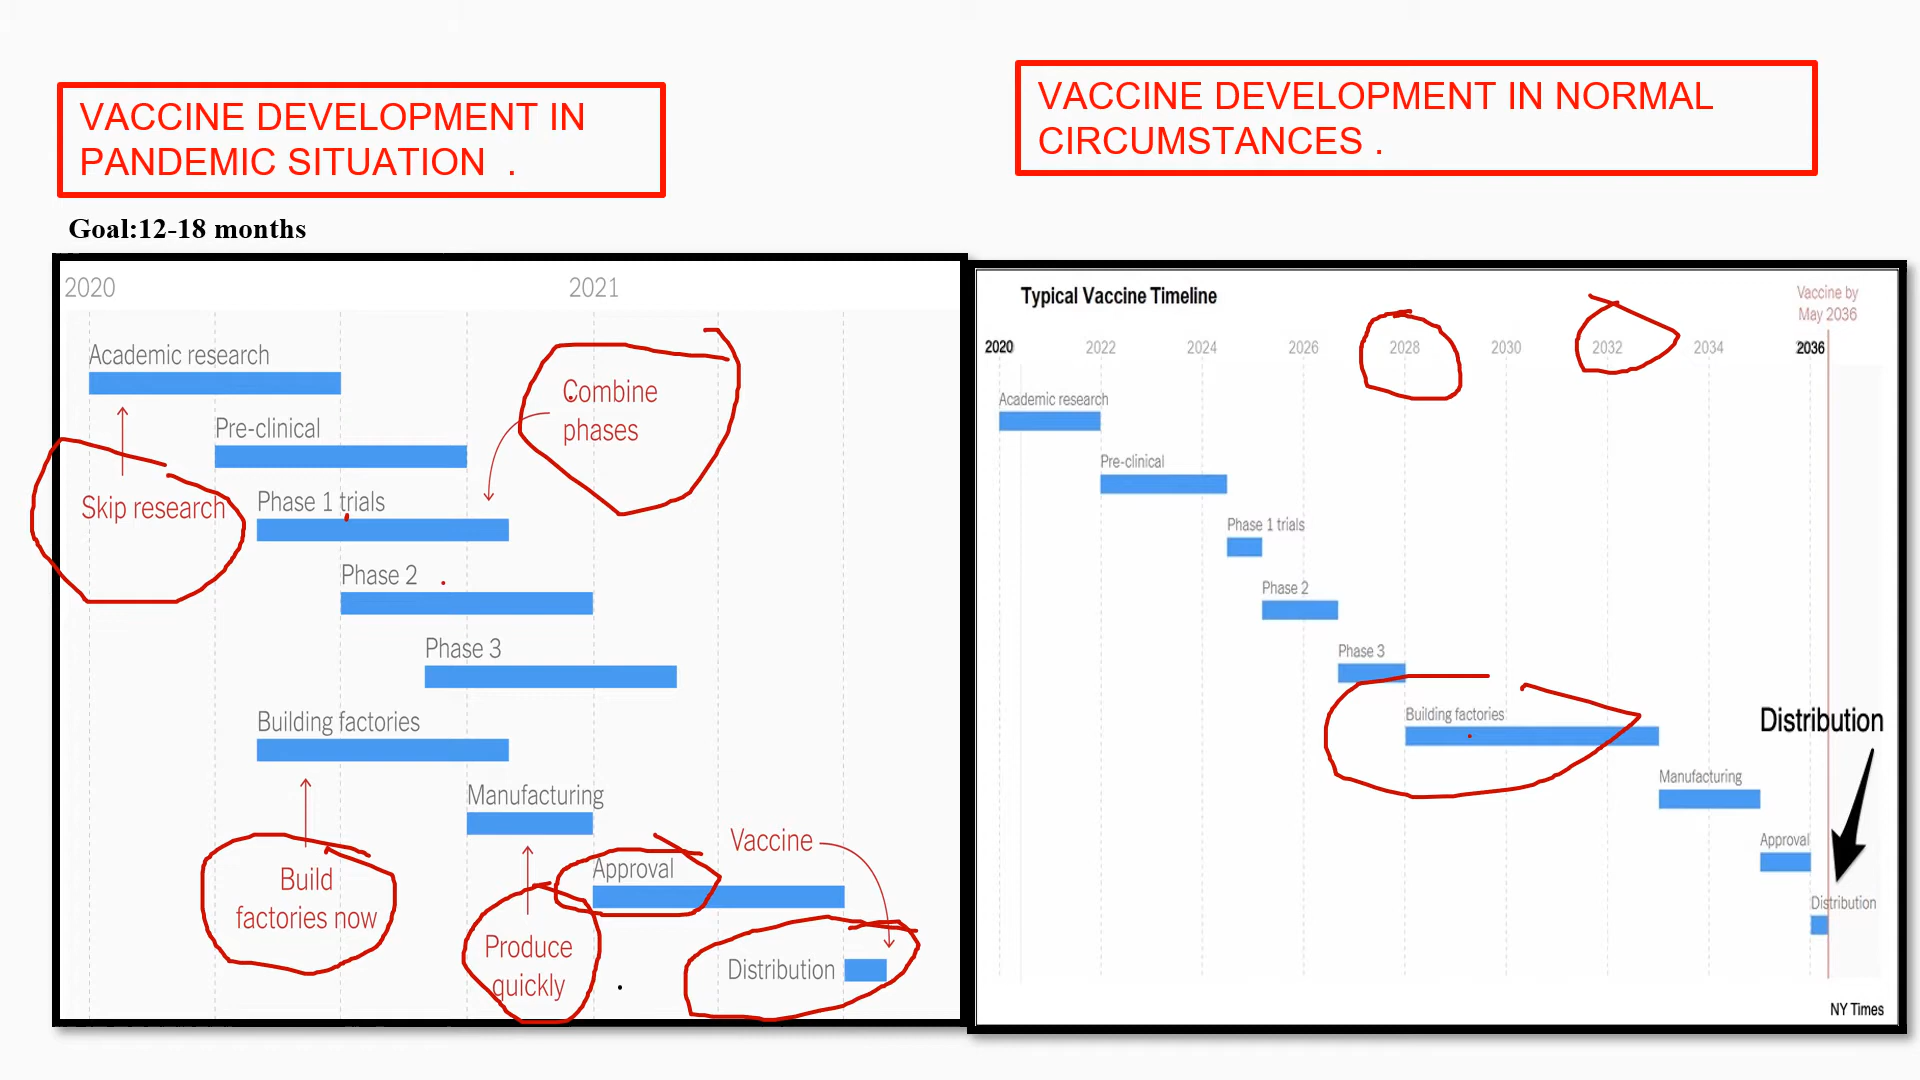 VACCINE DEVELOPMENT IN
PANDEMIC SITUATION .
Goal:12-18 months
2020 2021
Academic research
Combine
phases
Pre-clinical
Skip research
Phase 1 trials
Phase 2
Phase 3
Building factories
Manufacturing
Vaccine
Approval
Build
factories now
Produce
quickly
Distribution
VACCINE DEVELOPMENT IN NORMAL
CIRCUMSTANCES .
Typical Vaccine Timeline
Vaccine by
May 2036
2020 2022 2024 2026 2028 2030 2032 2034 2036
Academic research
Pre-clinical
Phase 1 trials
Phase 2
Phase 3
Building factories
Distribution
Manufacturing
Approval
Distribution
NY Times